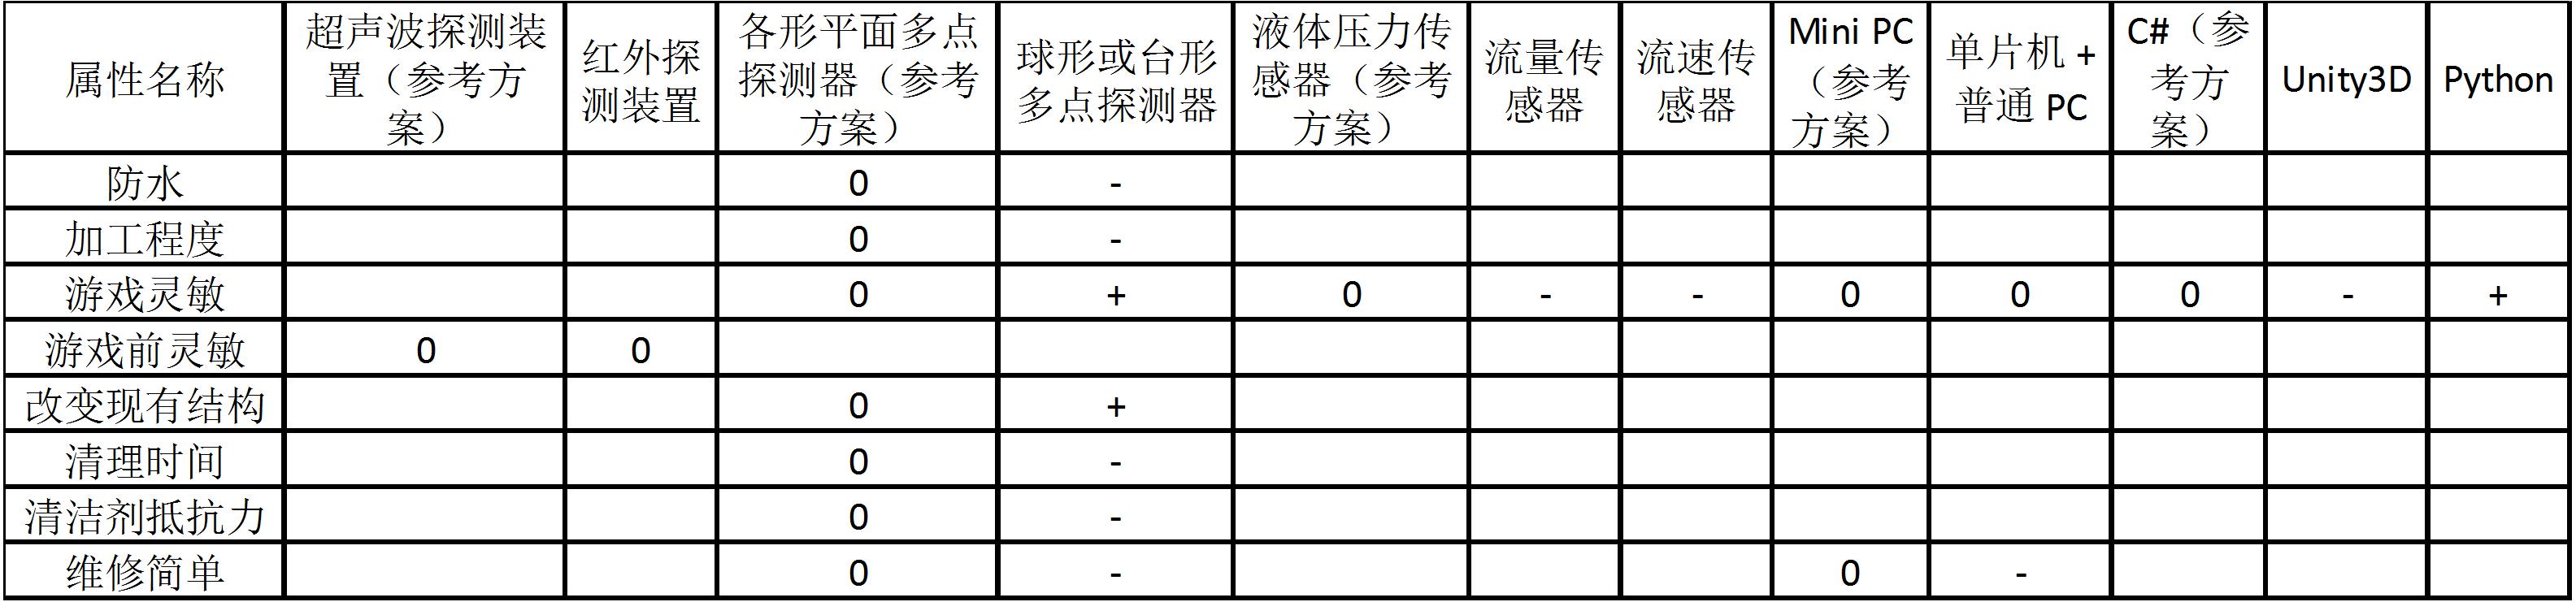 属性名称
超声波探测装
置（参考方
案）
红外探
测装置
各形平面多点
探测器（参考
方案）
球形或台形
多点探测器
液体压力传
感器（参考
方案）
流量传
感器
流速传
感器
Mini PC
（参考
方案）
单片机 +
普通 PC
C#（参
考方
案）
Unity3D
Python
防水 0 -
加工程度 0 -
游戏灵敏 0 + 0 - - 0 0 0 - +
游戏前灵敏 0 0
改变现有结构 0 +
清理时间 0 -
清洁剂抵抗力 0 -
维修简单 0 - 0 -